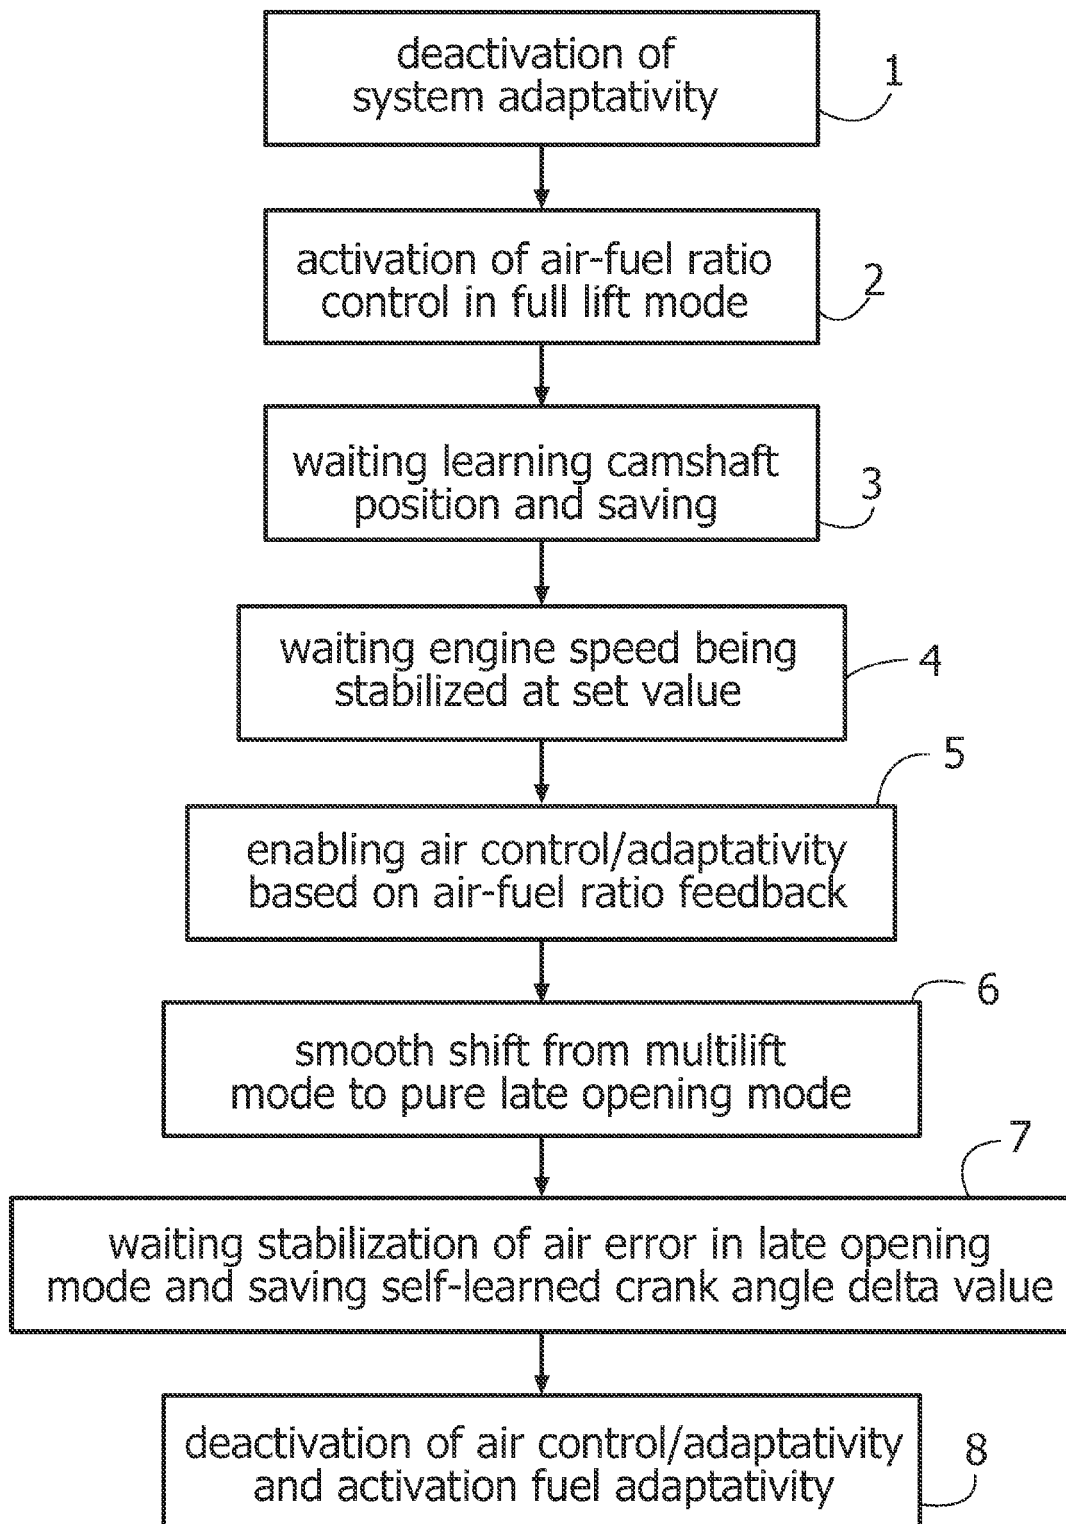 deactivation of
system adaptativity
1
activation of air-fuel ratio
control in full lift mode
2
waiting learning camshaft
position and saving
3
waiting engine speed being
stabilized at set value
4
5
enabling air control/adaptativity
based on air-fuel ratio feedback
6
smooth shift from multilift
mode to pure late opening mode
7
waiting stabilization of air error in late opening
mode and saving self-learned crank angle delta value
deactivation of air control/adaptativity
and activation fuel adaptativity
8